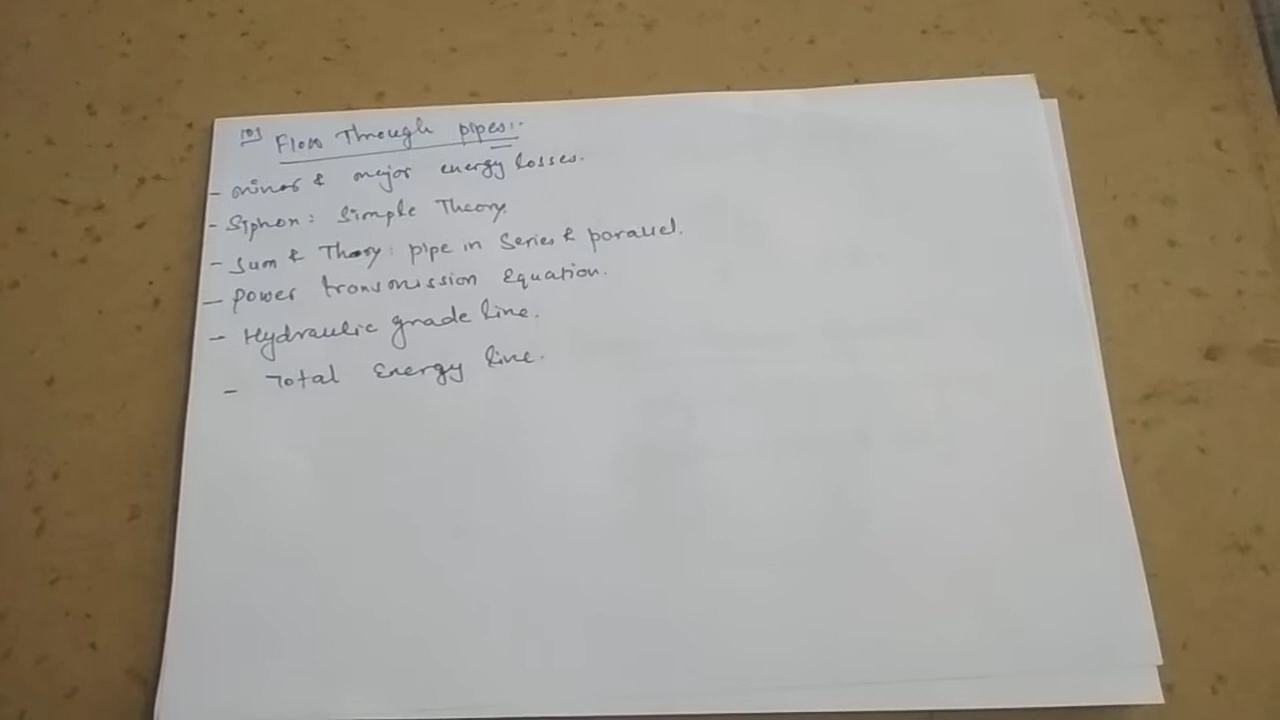 10] Flow Through pipes:-
- minor & major energy losses.
- Siphon: Simple Theory.
- Sum & Theory: pipe in Series & parallel.
- power transmission Equation.
- Hydraulic grade line.
- Total Energy line.